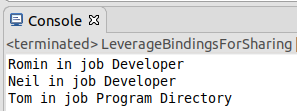 Console
<terminated> LeverageBindingsForSharing
Romin in job Developer
Neil in job Developer
Tom in job Program Directory